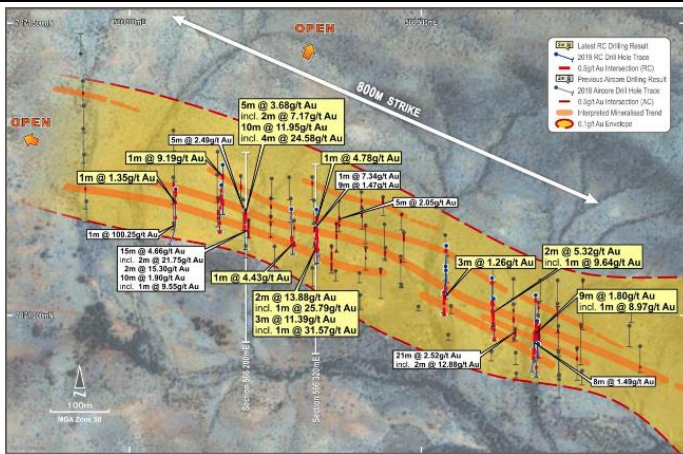 OPEN
OPEN
800M STRIKE
Latest RC Drilling Result
2019 RC Drill Hole Trace
0.5g/t Au Intersection (RC)
Previous Aircore Drilling Result
2018 Aircore Drill Hole Trace
0.5g/t Au Intersection (AC)
Interpreted Mineralised Trend
0.1g/t Au Envelope
5m @ 3.68g/t Au
incl. 2m @ 7.17g/t Au
10m @ 11.95g/t Au
incl. 4m @ 24.58g/t Au
5m @ 2.49g/t Au
1m @ 9.19g/t Au
1m @ 1.35g/t Au
1m @ 4.78g/t Au
1m @ 7.34g/t Au
9m @ 1.47g/t Au
5m @ 2.05g/t Au
1m @ 100.25g/t Au
15m @ 4.66g/t Au
incl. 2m @ 21.75g/t Au
2m @ 15.30g/t Au
10m @ 1.90g/t Au
incl. 1m @ 9.55g/t Au
1m @ 4.43g/t Au
2m @ 13.88g/t Au
incl. 1m @ 25.79g/t Au
3m @ 11.39g/t Au
incl. 1m @ 31.57g/t Au
3m @ 1.26g/t Au
2m @ 5.32g/t Au
incl. 1m @ 9.64g/t Au
9m @ 1.80g/t Au
incl. 1m @ 8.97g/t Au
21m @ 2.52g/t Au
incl. 2m @ 12.88g/t Au
8m @ 1.49g/t Au
Section 566 200mE
Section 566 320mE
N
100m
MGA Zone 50